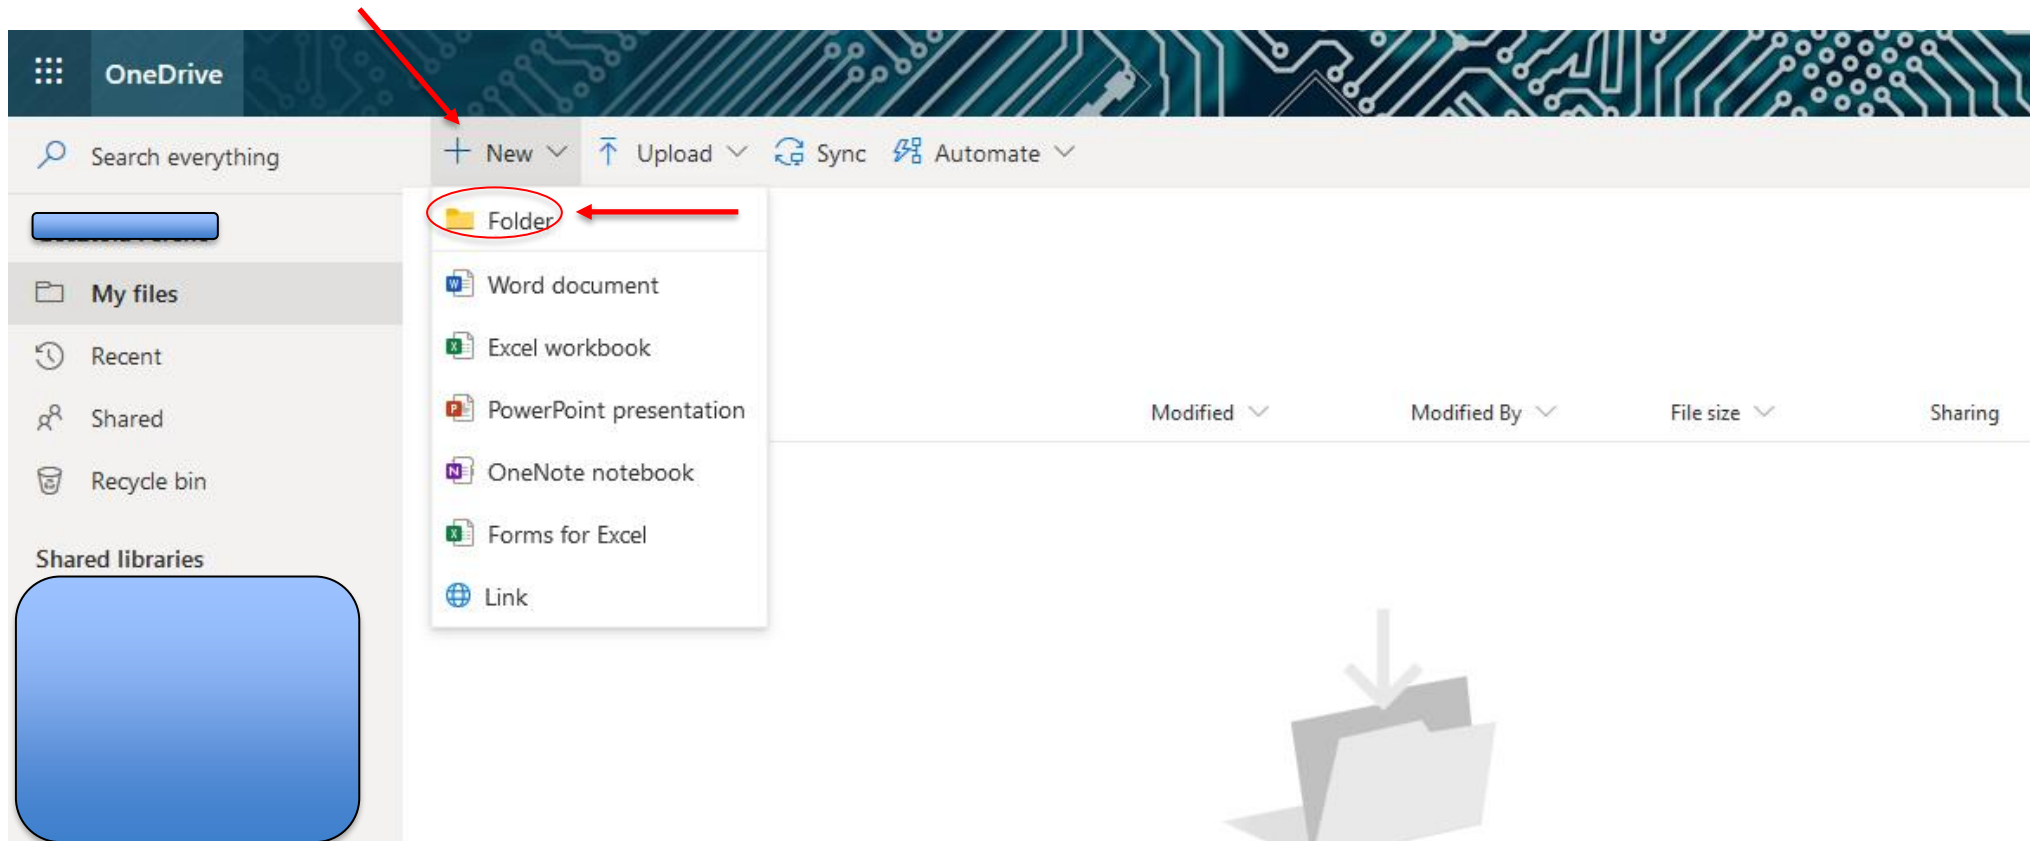 OneDrive
Search everything
New
Upload
Sync
Automate
Folder
My files
Word document
Excel workbook
Recent
PowerPoint presentation
Modified
Modified By
File size
Sharing
Shared
OneNote notebook
Recycle bin
Forms for Excel
Shared libraries
Link